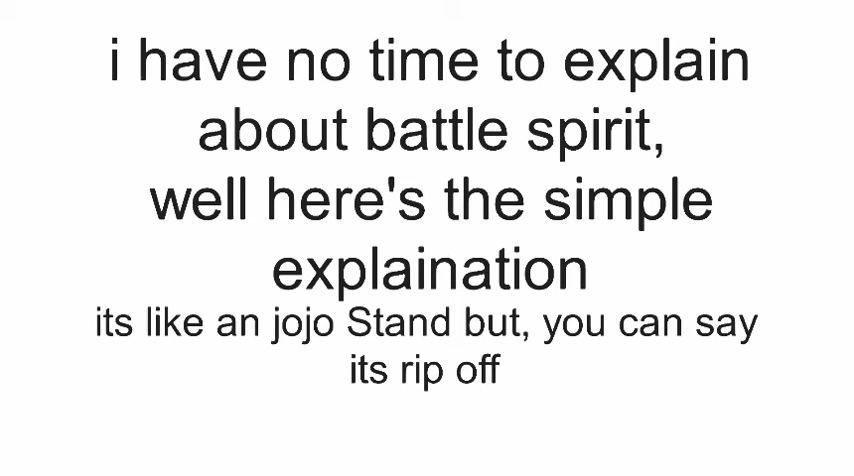 i have no time to explain
about battle spirit,
well here's the simple
explaination
its like an jojo Stand but, you can say
its rip off